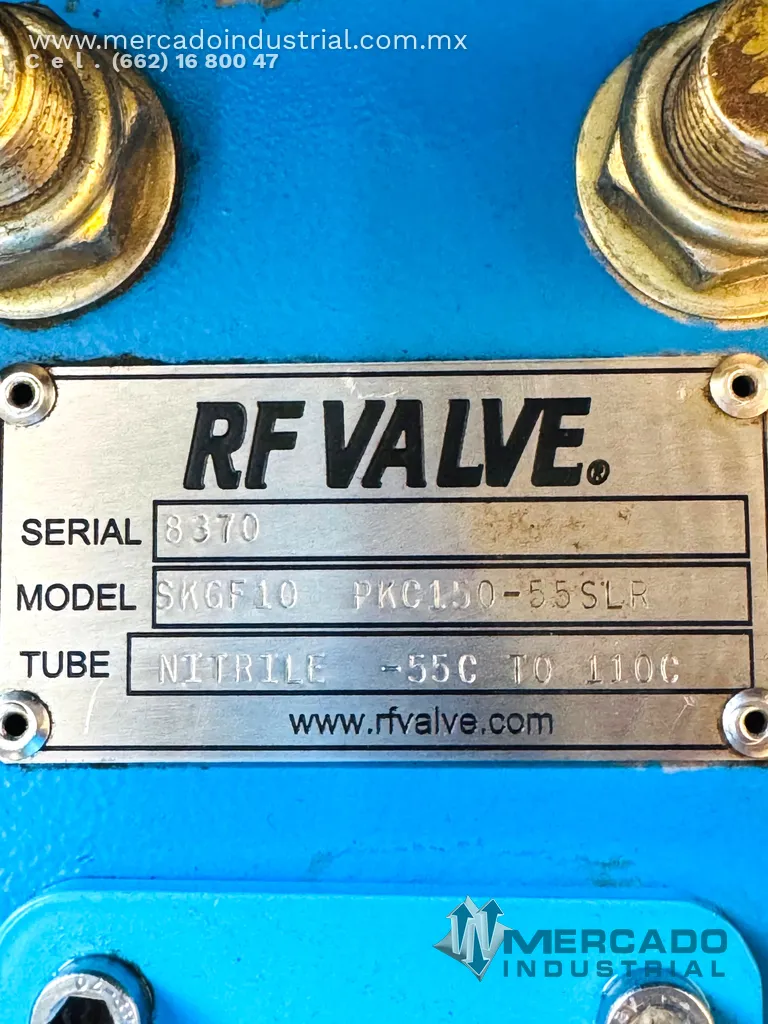 www.mercadoindustrial.com.mx
Cel. (662) 16 800 47
RF VALVE®
SERIAL 8370
MODEL SKGF10 PKC150-55SLR
TUBE NITRILE -55C TO 110C
www.rfvalve.com
MERCADO
INDUSTRIAL